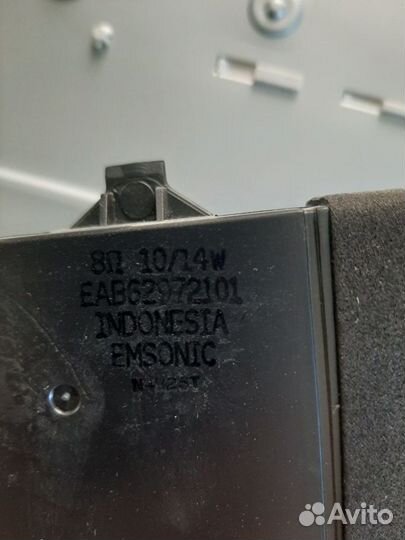 8Ω 10/14W
EAB62972101
INDONESIA
EMSONIC
Avito